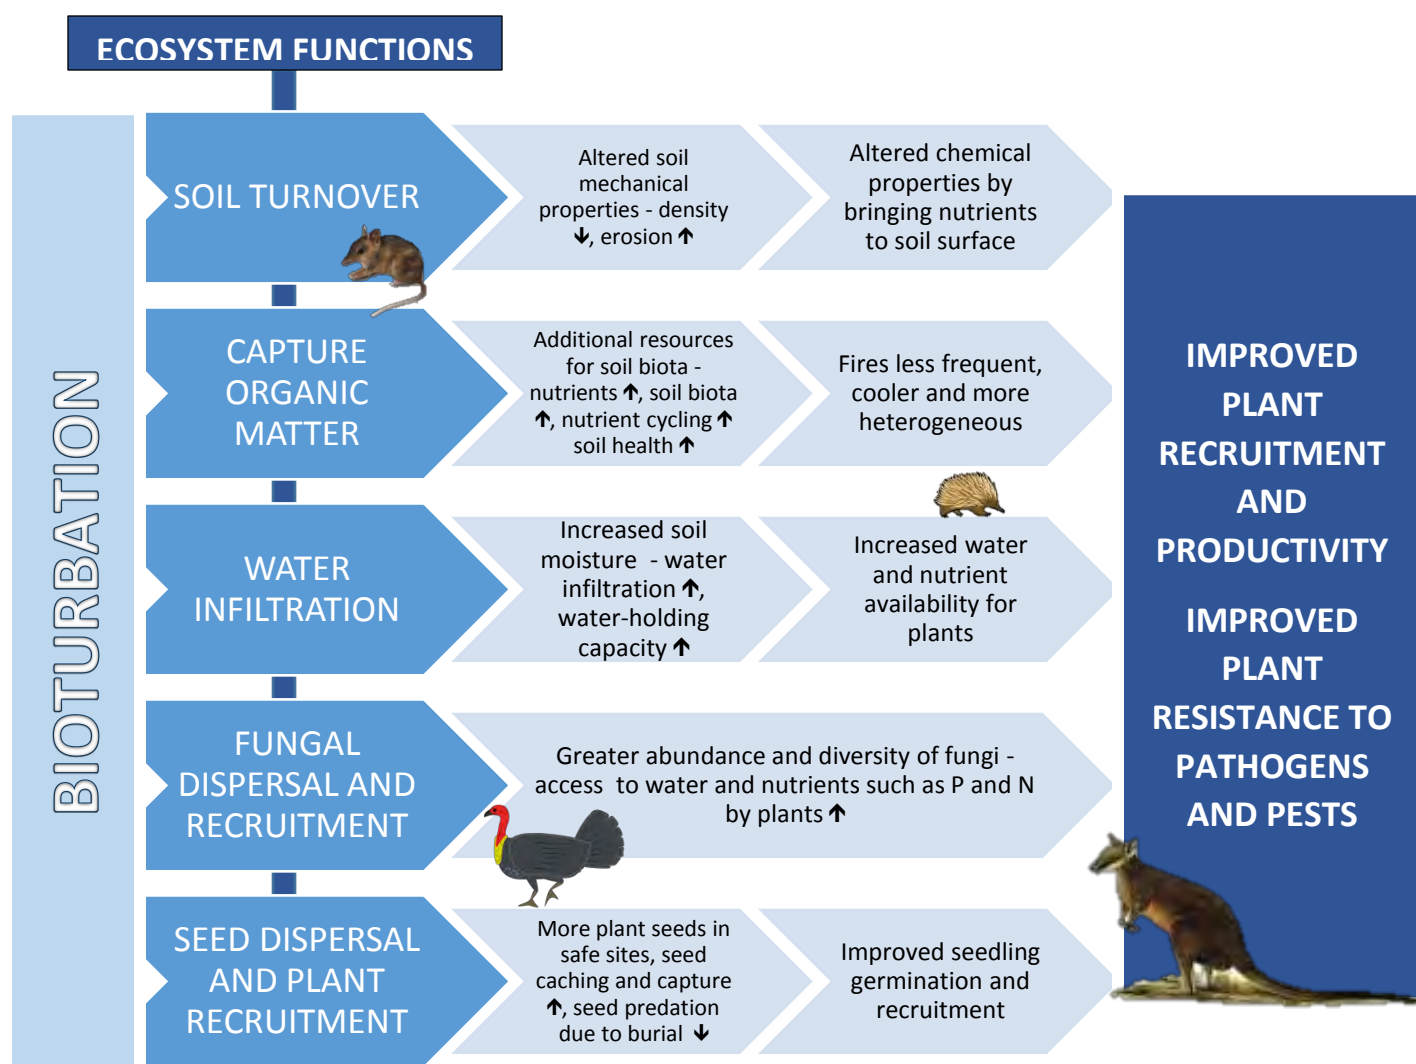 ECOSYSTEM FUNCTIONS
BIOTURBATION
SOIL TURNOVER
Altered soil
mechanical
properties - density
🡫, erosion 🡩
Altered chemical
properties by
bringing nutrients
to soil surface
CAPTURE
ORGANIC
MATTER
Additional resources
for soil biota -
nutrients 🡩, soil biota
🡩, nutrient cycling 🡩
soil health 🡩
Fires less frequent,
cooler and more
heterogeneous
WATER
INFILTRATION
Increased soil
moisture - water
infiltration 🡩,
water-holding
capacity 🡩
Increased water
and nutrient
availability for
plants
FUNGAL
DISPERSAL AND
RECRUITMENT
Greater abundance and diversity of fungi -
access to water and nutrients such as P and N
by plants 🡩
SEED DISPERSAL
AND PLANT
RECRUITMENT
More plant seeds in
safe sites, seed
caching and capture
🡩, seed predation
due to burial 🡫
Improved seedling
germination and
recruitment
IMPROVED
PLANT
RECRUITMENT
AND
PRODUCTIVITY
IMPROVED
PLANT
RESISTANCE TO
PATHOGENS
AND PESTS